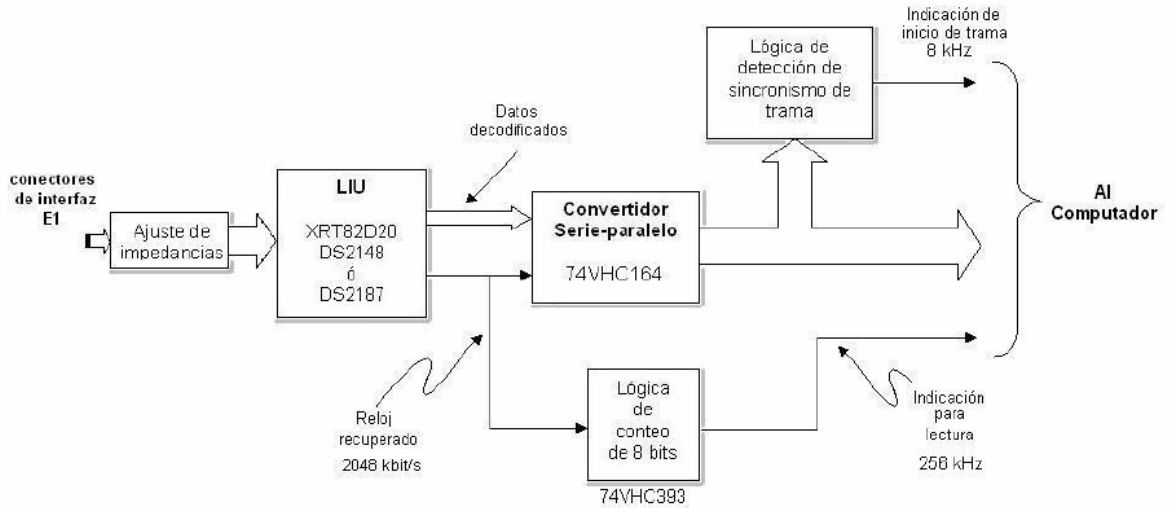 conectores
de interfaz
E1
Ajuste de
impedancias
LIU
XRT82D20
DS2148
ó
DS2187
Datos
decodificados
Convertidor
Serie-paralelo
74VHC164
Lógica de
detección de
sincronismo de
trama
Indicación de
inicio de trama
8 kHz
Al
Computador
Reloj
recuperado
2048 kbit/s
Lógica
de
conteo
de 8 bits
74VHC393
Indicación
para
lectura
256 kHz